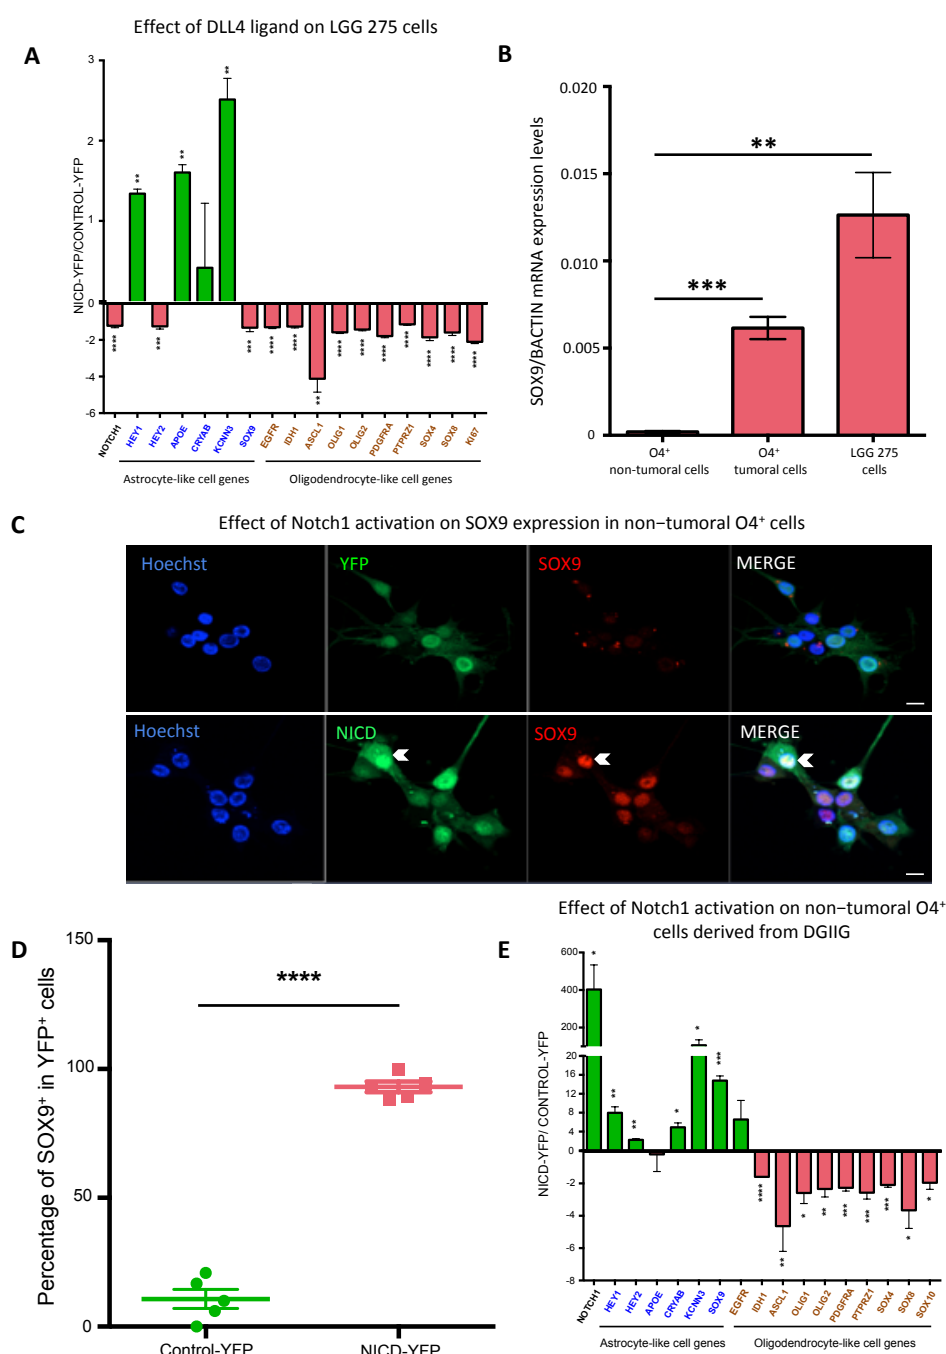 Effect of DLL4 ligand on LGG 275 cells
A
NICD-YFP/CONTROL-YFP
3
2
1
0
-2
-4
-6
** ** **
**** *** *** **** **** ** **** **** **** **** **** **** ****
NOTCH1 HEY1 HEY2 APOE CRYAB KCNN3 SOX9 EGFR IDH1 ASCL1 OLIG1 OLIG2 PDGFRA PTPRZ1 SOX4 SOX8 KI67
Astrocyte-like cell genes Oligodendrocyte-like cell genes
B
SOX9/BACTIN mRNA expression levels
0.020
0.015
0.010
0.005
0
**
***
O4+ non-tumoral cells
O4+ tumoral cells
LGG 275 cells
C
Effect of Notch1 activation on SOX9 expression in non−tumoral O4+ cells
Hoechst YFP SOX9 MERGE
Hoechst NICD SOX9 MERGE
D
Percentage of SOX9+ in YFP+ cells
150
100
50
0
****
Control-YFP NICD-YFP
Effect of Notch1 activation on non−tumoral O4+
cells derived from DGIIG
E
NICD-YFP/ CONTROL-YFP
600
400
200
20
16
12
8
4
0
-2
-4
-6
-8
* ** ** * * ***
**** ** * ** *** *** *** * *
NOTCH1 HEY1 HEY2 APOE CRYAB KCNN3 SOX9 EGFR IDH1 ASCL1 OLIG1 OLIG2 PDGFRA PTPRZ1 SOX4 SOX8 SOX10
Astrocyte-like cell genes Oligodendrocyte-like cell genes